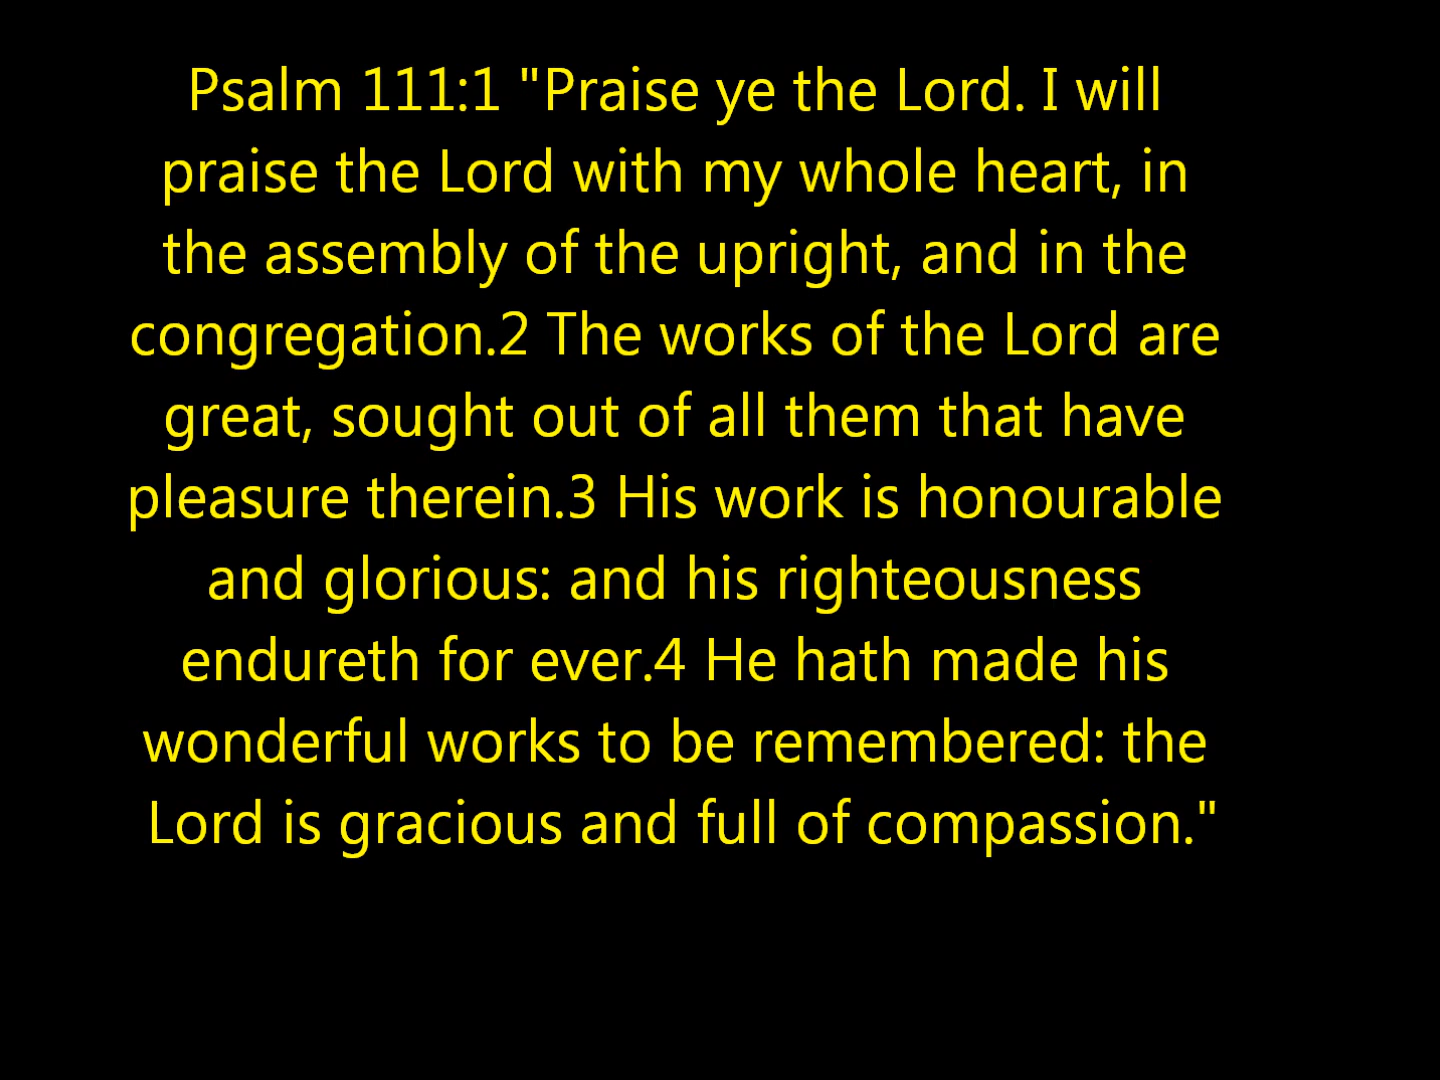 Psalm 111:1 "Praise ye the Lord. I will
praise the Lord with my whole heart, in
the assembly of the upright, and in the
congregation.2 The works of the Lord are
great, sought out of all them that have
pleasure therein.3 His work is honourable
and glorious: and his righteousness
endureth for ever.4 He hath made his
wonderful works to be remembered: the
Lord is gracious and full of compassion."